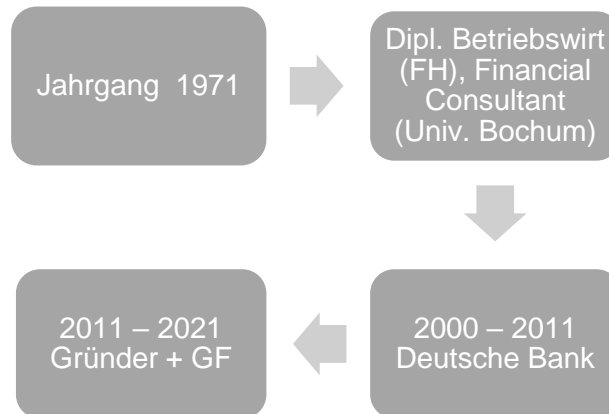 Jahrgang 1971
Dipl. Betriebswirt
(FH), Financial
Consultant
(Univ. Bochum)
2000 – 2011
Deutsche Bank
2011 – 2021
Gründer + GF